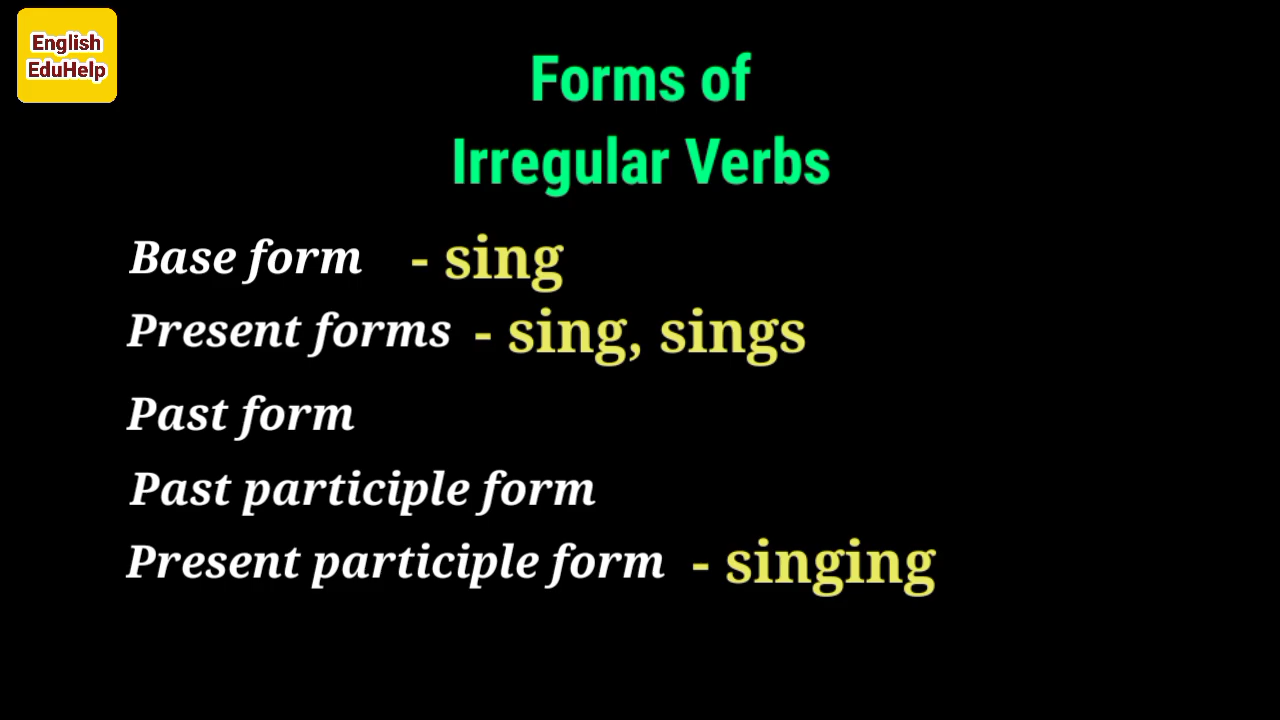 English
EduHelp
Forms of
Irregular Verbs
Base form - sing
Present forms - sing, sings
Past form
Past participle form
Present participle form - singing